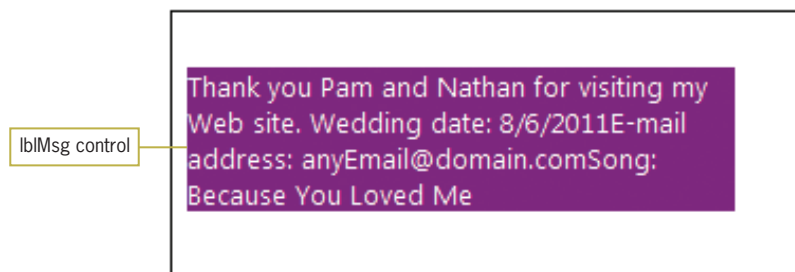 Thank you Pam and Nathan for visiting my
Web site. Wedding date: 8/6/2011E-mail
lblMsg control
address: anyEmail@domain.comSong:
Because You Loved Me